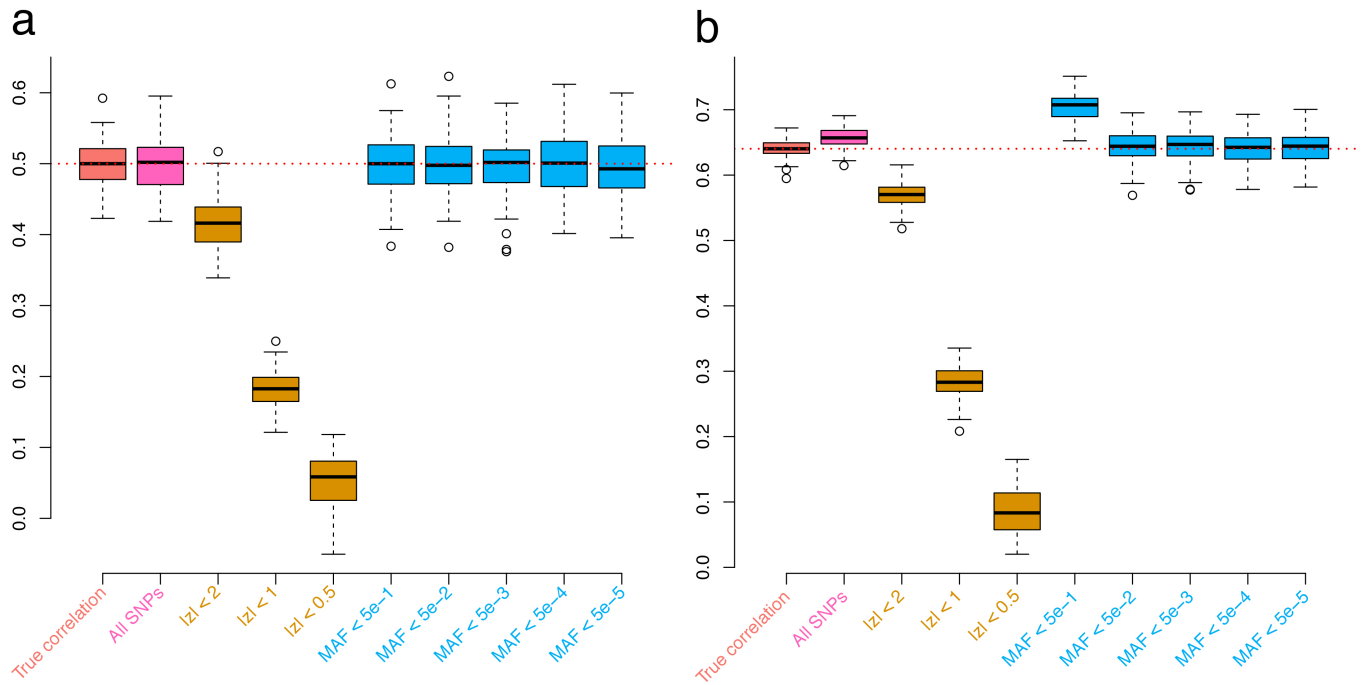 a
0.6
0.5
0.4
0.3
0.2
0.1
0.0
True correlation
All SNPs
|z| < 2
|z| < 1
|z| < 0.5
MAF < 5e−1
MAF < 5e−2
MAF < 5e−3
MAF < 5e−4
MAF < 5e−5
b
0.7
0.6
0.5
0.4
0.3
0.2
0.1
0.0
True correlation
All SNPs
|z| < 2
|z| < 1
|z| < 0.5
MAF < 5e−1
MAF < 5e−2
MAF < 5e−3
MAF < 5e−4
MAF < 5e−5